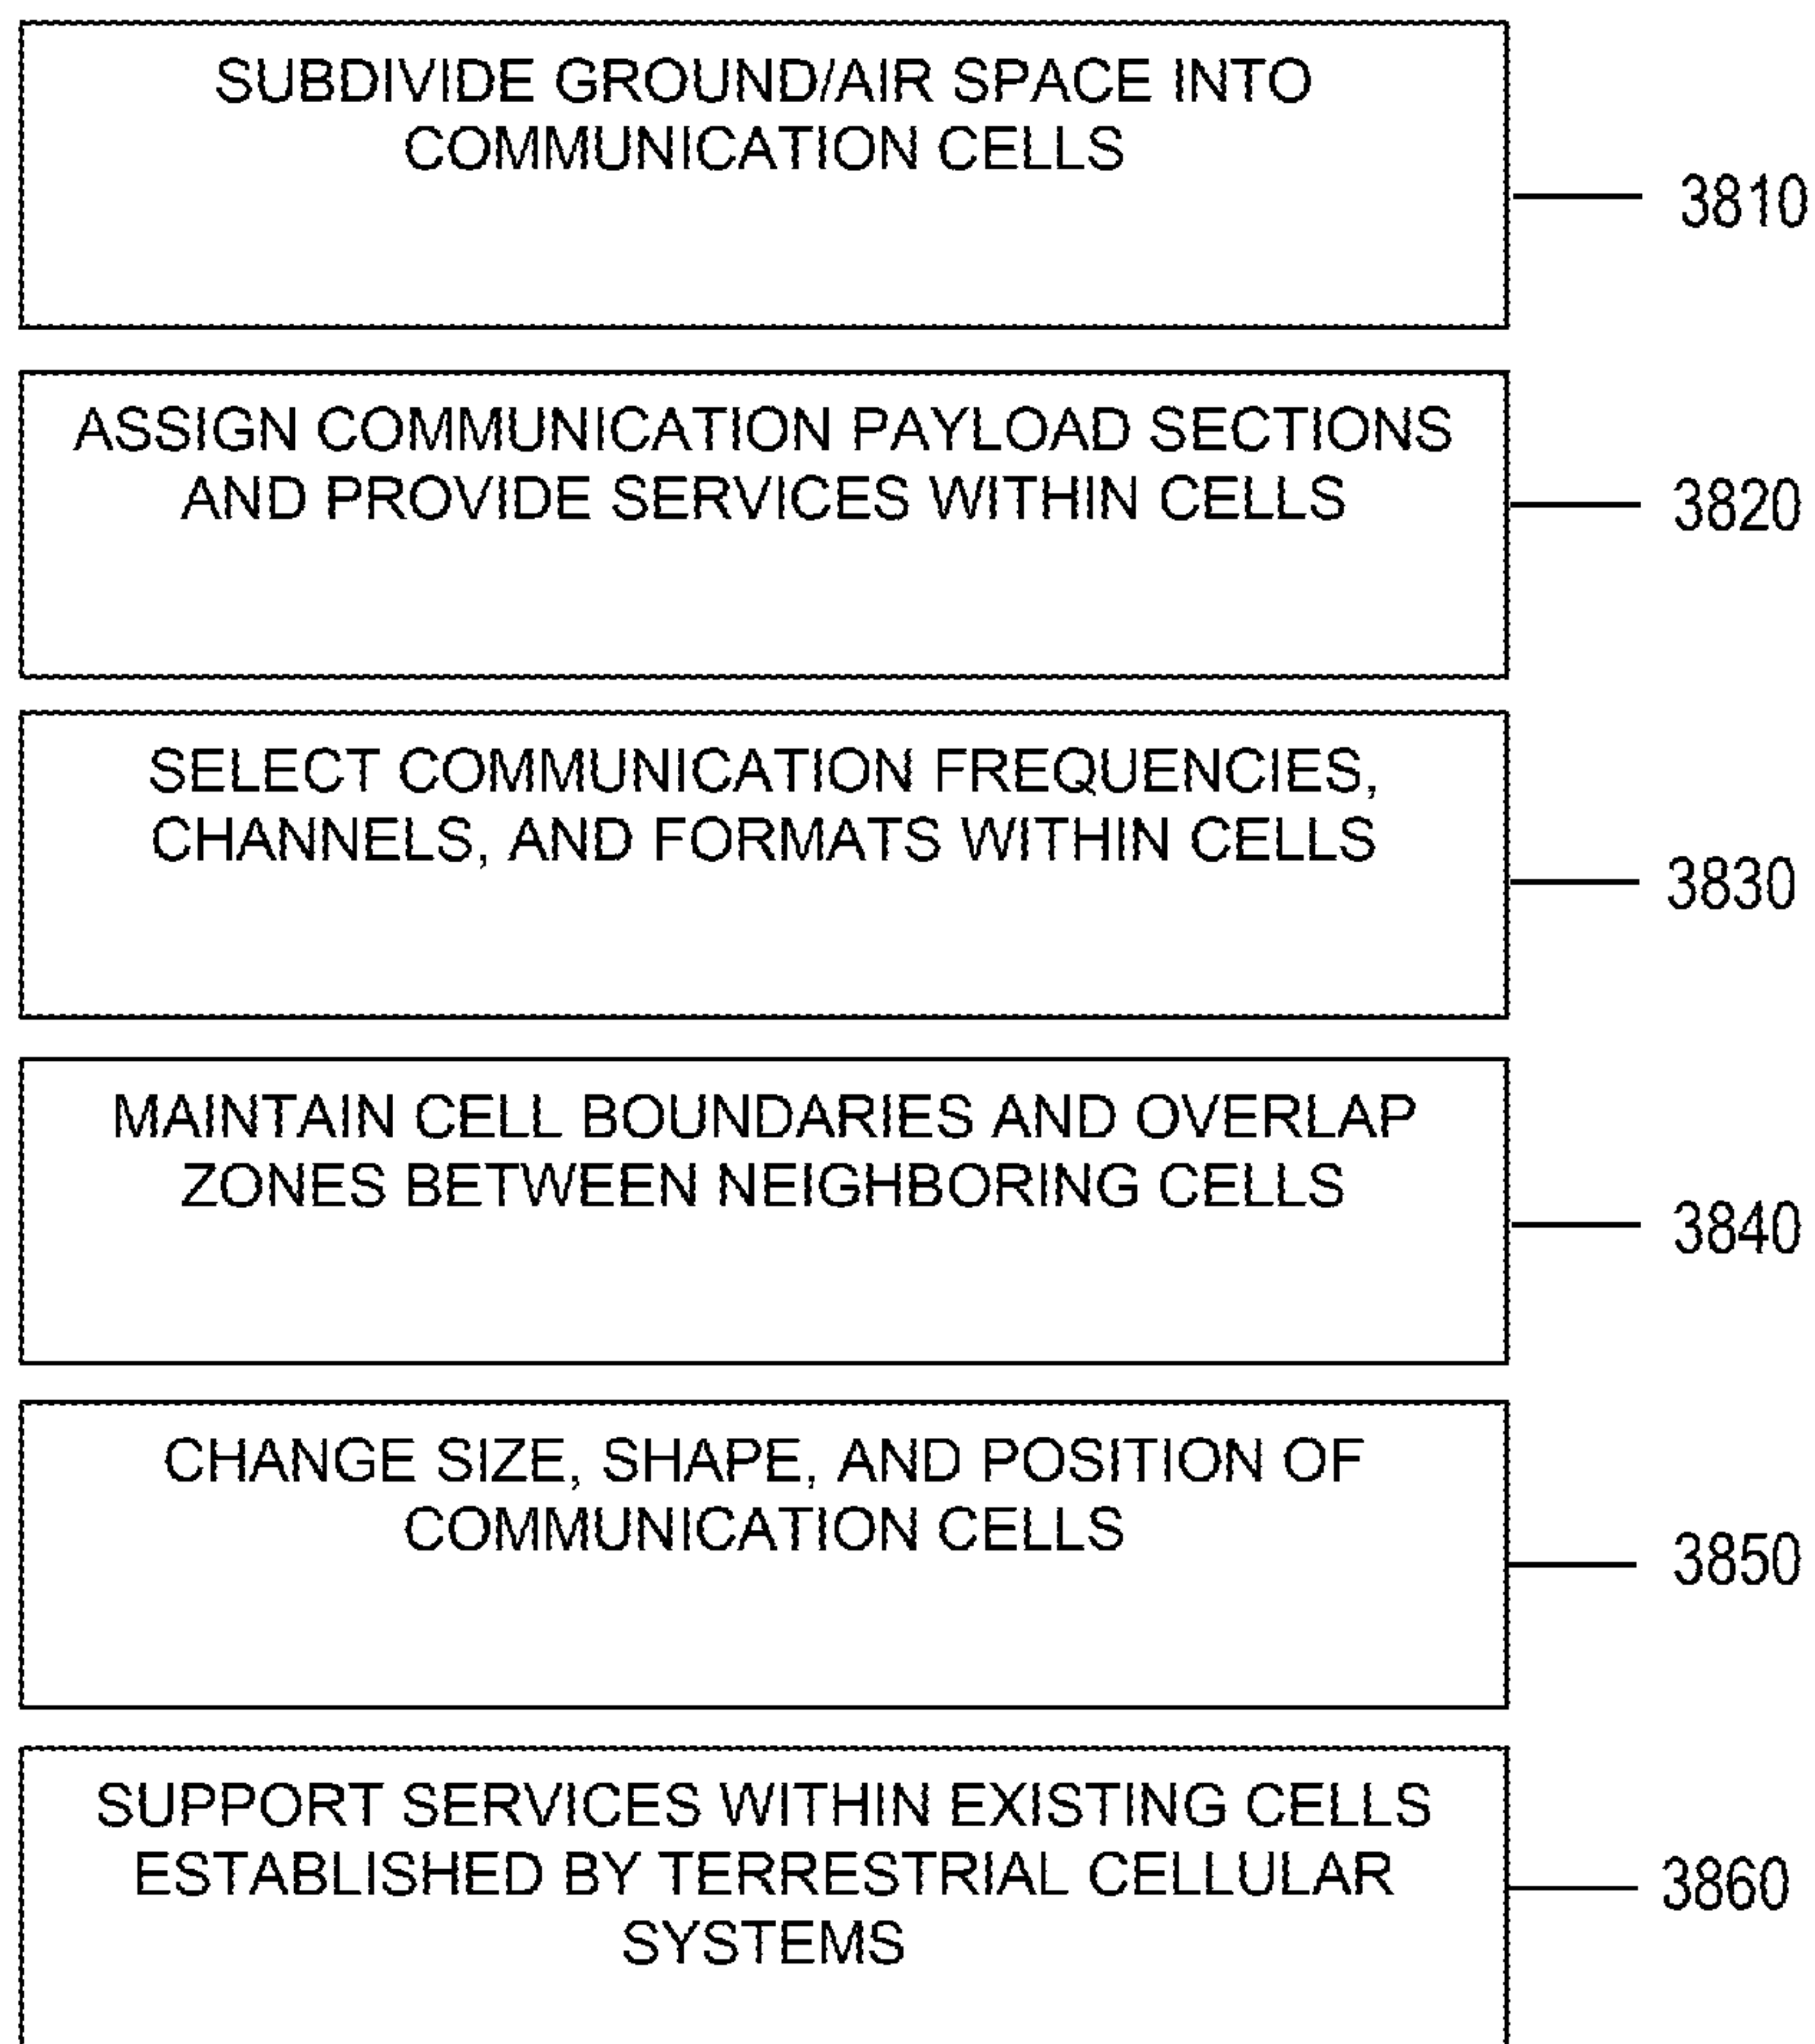 SUBDIVIDE GROUND/AIR SPACE INTO
COMMUNICATION CELLS
3810
ASSIGN COMMUNICATION PAYLOAD SECTIONS
AND PROVIDE SERVICES WITHIN CELLS
3820
SELECT COMMUNICATION FREQUENCIES,
CHANNELS, AND FORMATS WITHIN CELLS
3830
MAINTAIN CELL BOUNDARIES AND OVERLAP
ZONES BETWEEN NEIGHBORING CELLS
3840
CHANGE SIZE, SHAPE, AND POSITION OF
COMMUNICATION CELLS
3850
SUPPORT SERVICES WITHIN EXISTING CELLS
ESTABLISHED BY TERRESTRIAL CELLULAR
SYSTEMS
3860